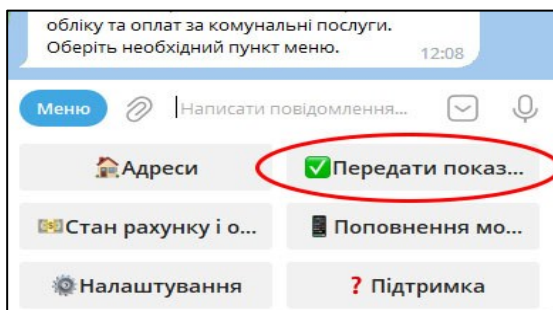 обліку та оплат за комунальні послуги.
Оберіть необхідний пункт меню.
12:08
Меню
Написати повідомлення...
Адреси
Передати показ...
Стан рахунку і о...
Поповнення мо...
Налаштування
? Підтримка